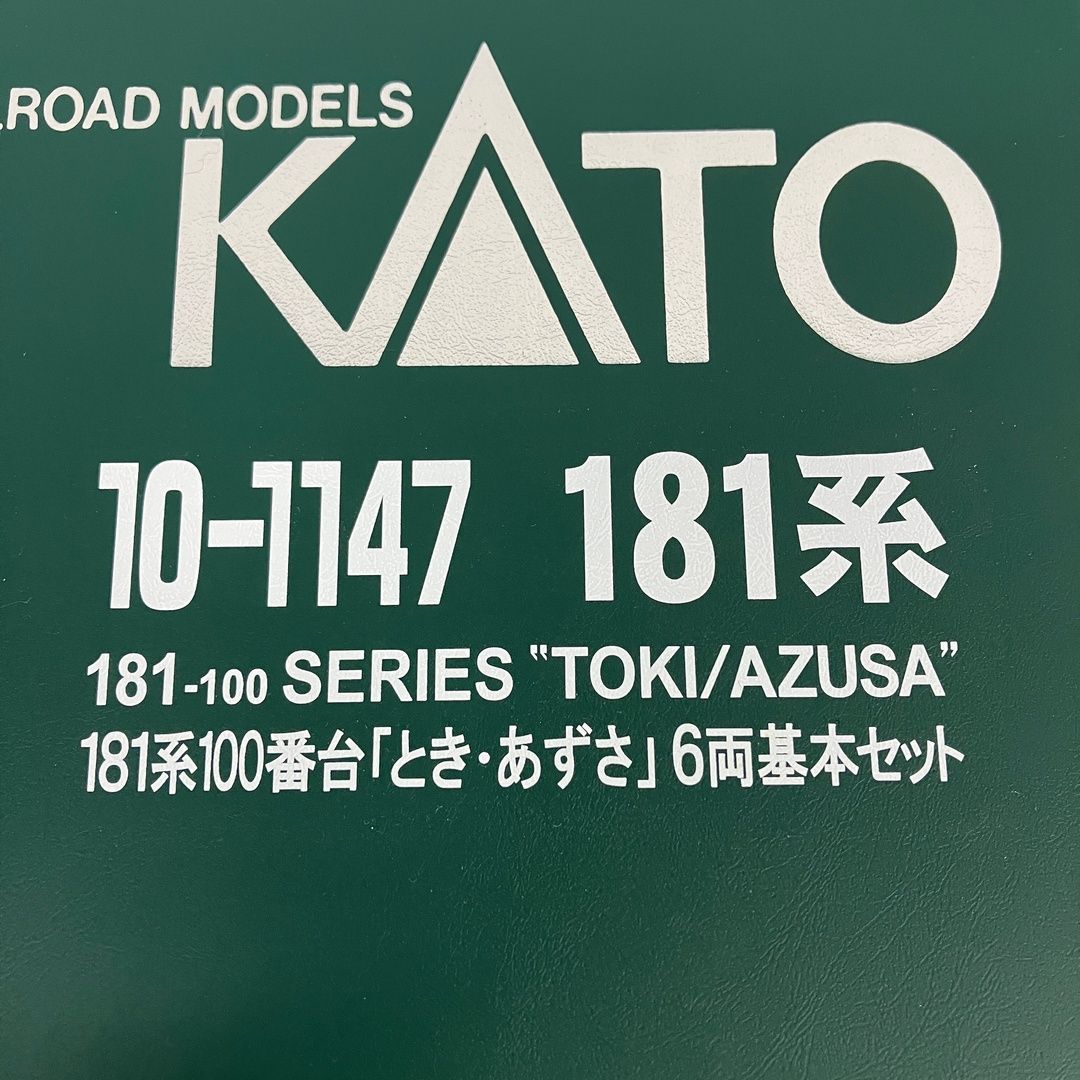 ROAD MODELS
KATO
10-1147 181系
181-100 SERIES "TOKI/AZUSA"
181系100番台「とき・あずさ」6両基本セット